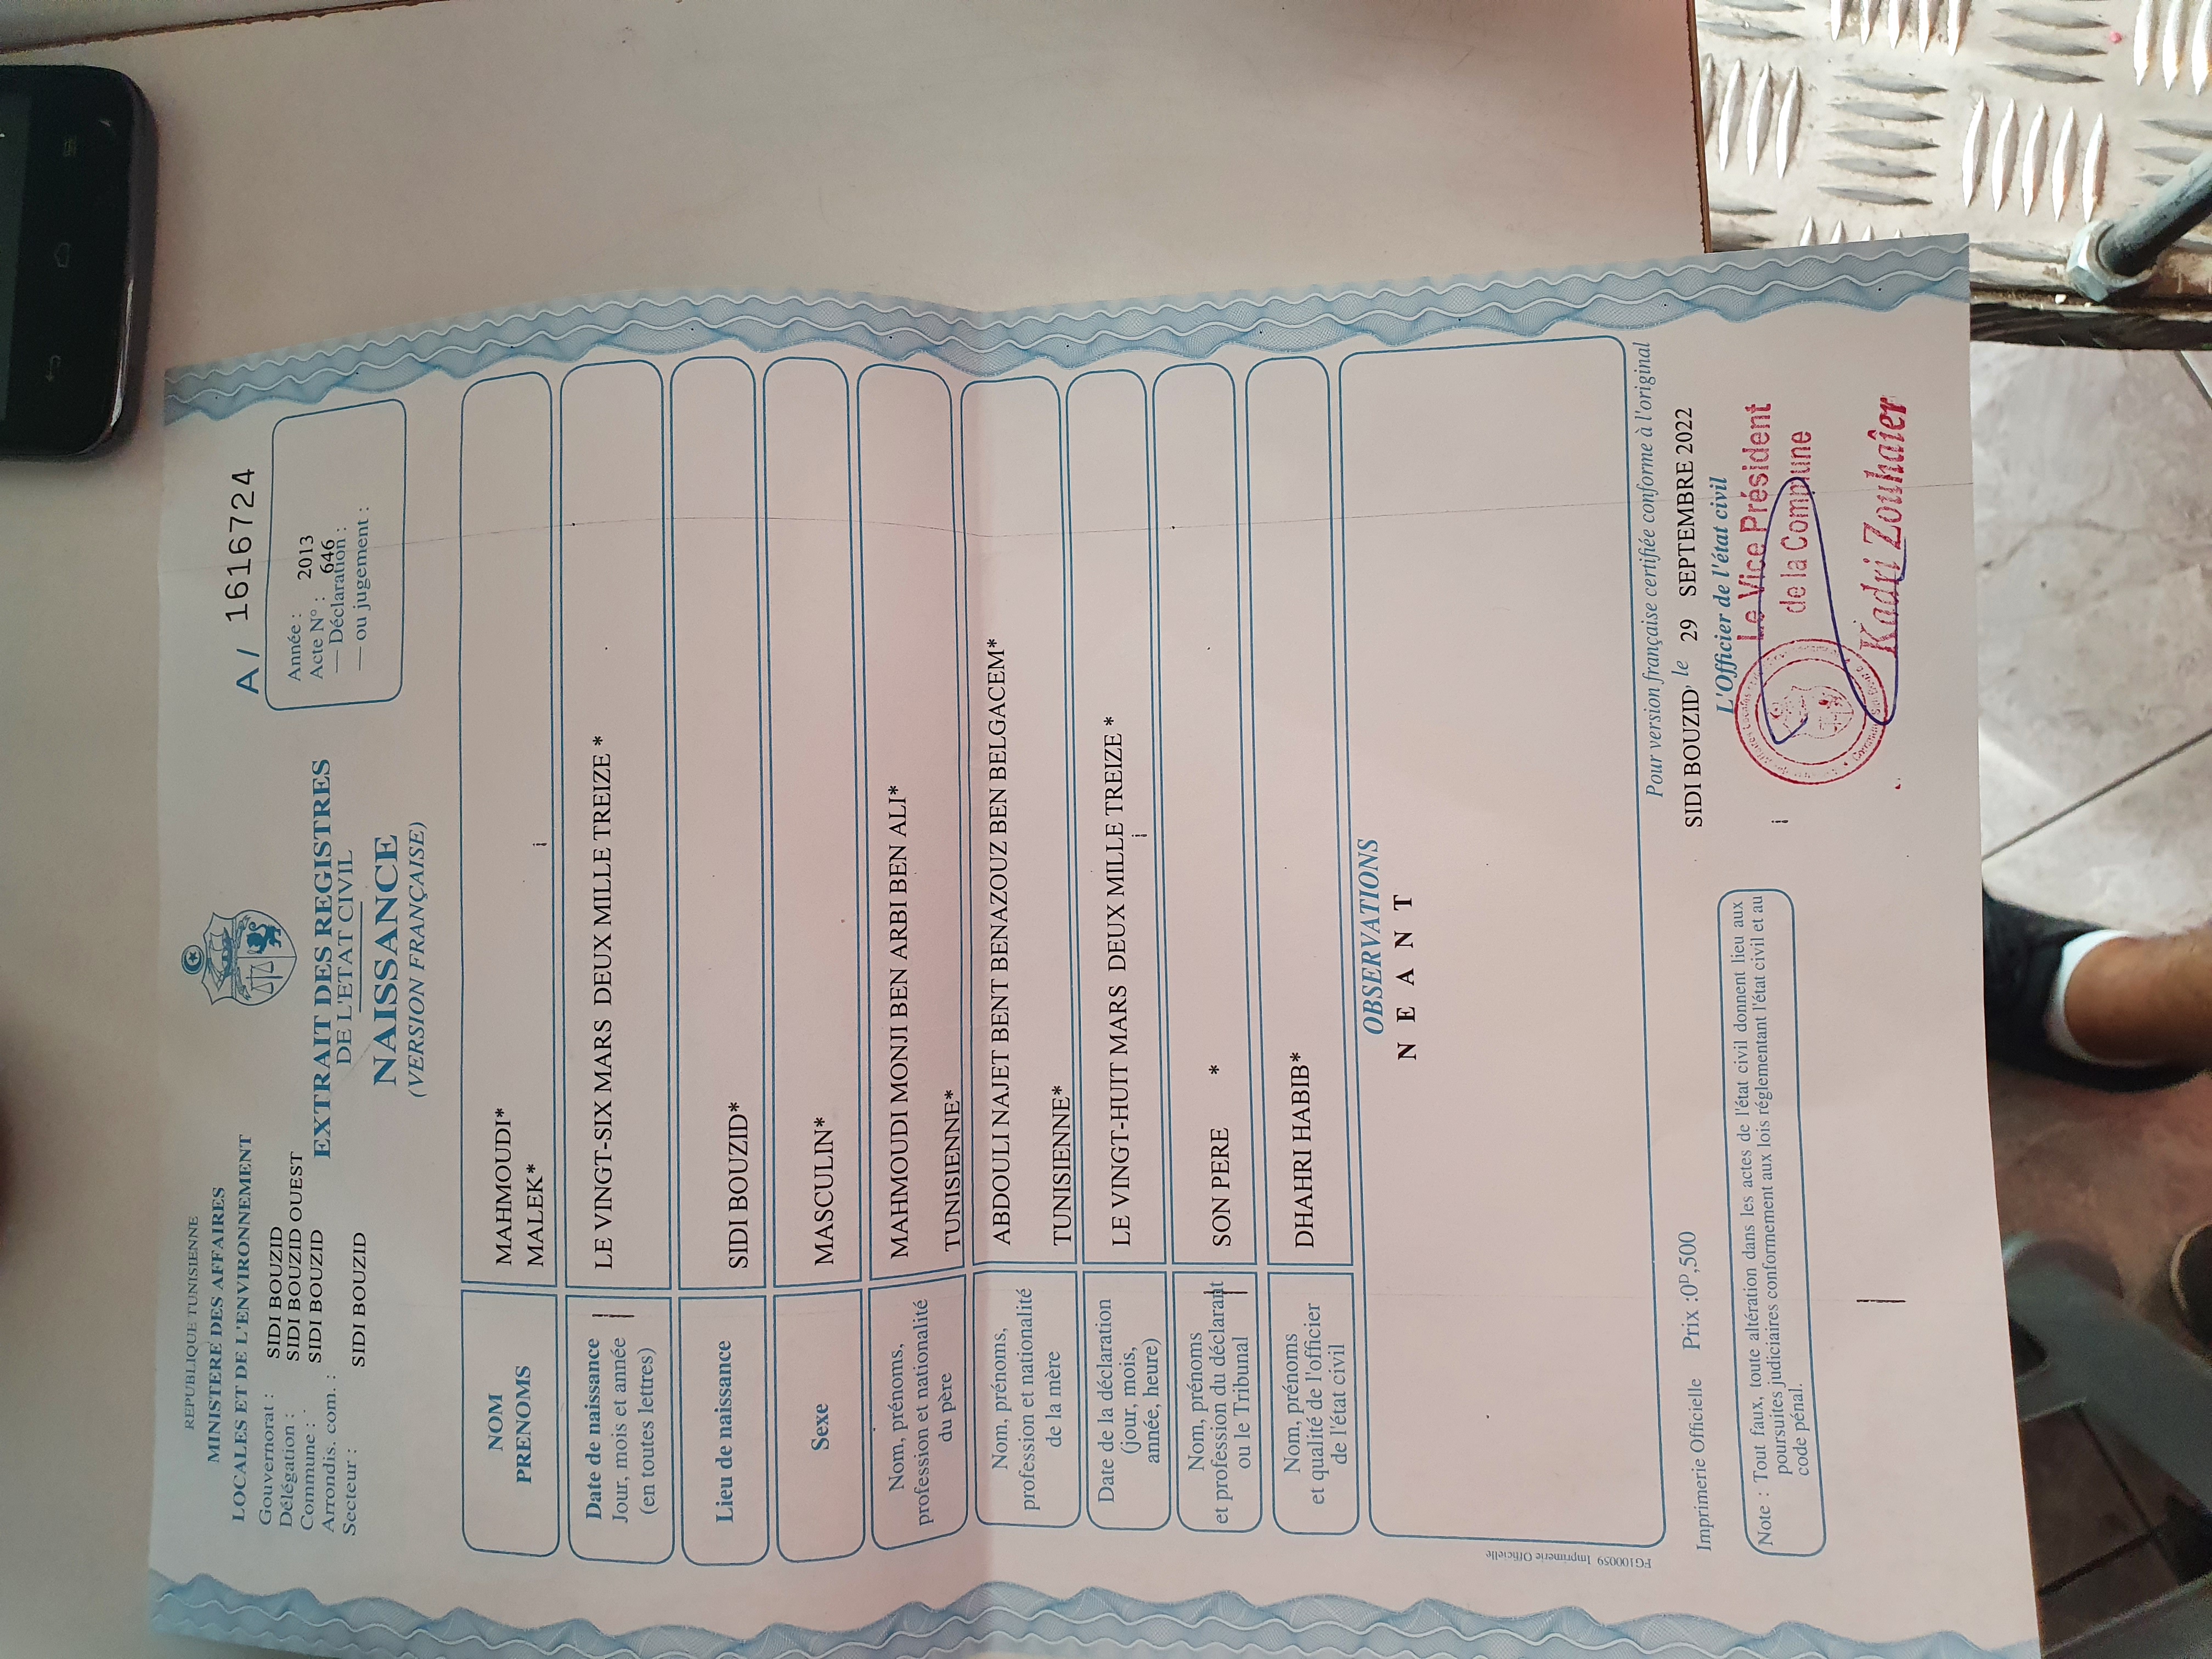 REPUBLIQUE TUNISIENNE
MINISTERE DES AFFAIRES
LOCALES ET DE L'ENVIRONNEMENT
Gouvernorat : SIDI BOUZID
Délégation : SIDI BOUZID OUEST
Commune : SIDI BOUZID
Arrondis. com. :
Secteur : SIDI BOUZID
EXTRAIT DES REGISTRES
DE L'ETAT CIVIL
NAISSANCE
(VERSION FRANÇAISE)
A/ 1616724
Année : 2013
Acte N° : 646
— Déclaration :
— ou jugement :
NOM
PRENOMS
MAHMOUDI*
MALEK*
Date de naissance
Jour, mois et année
(en toutes lettres)
LE VINGT-SIX MARS DEUX MILLE TREIZE *
Lieu de naissance
SIDI BOUZID*
Sexe
MASCULIN*
Nom, prénoms,
profession et nationalité
du père
MAHMOUDI MONJI BEN ARBI BEN ALI*
TUNISIENNE*
Nom, prénoms,
profession et nationalité
de la mère
ABDOULI NAJET BENT BENAZOUZ BEN BELGACEM*
TUNISIENNE*
Date de la déclaration
(jour, mois,
année, heure)
LE VINGT-HUIT MARS DEUX MILLE TREIZE *
Nom, prénoms
et profession du déclarant
ou le Tribunal
SON PERE *
Nom, prénoms
et qualité de l'officier
de l'état civil
DHAHRI HABIB*
OBSERVATIONS
N E A N T
FG100059 Imprimerie Officielle
Pour version française certifiée conforme à l'original
SIDI BOUZID, le 29 SEPTEMBRE 2022
L'Officier de l'état civil
Le Vice Président
de la Commune
Kadri Zouhaîer
Imprimerie Officielle Prix :0ᴰ,500
Note : Tout faux, toute altération dans les actes de l'état civil donnent lieu aux
poursuites judiciaires conformement aux lois réglementant l'état civil et au
code pénal.